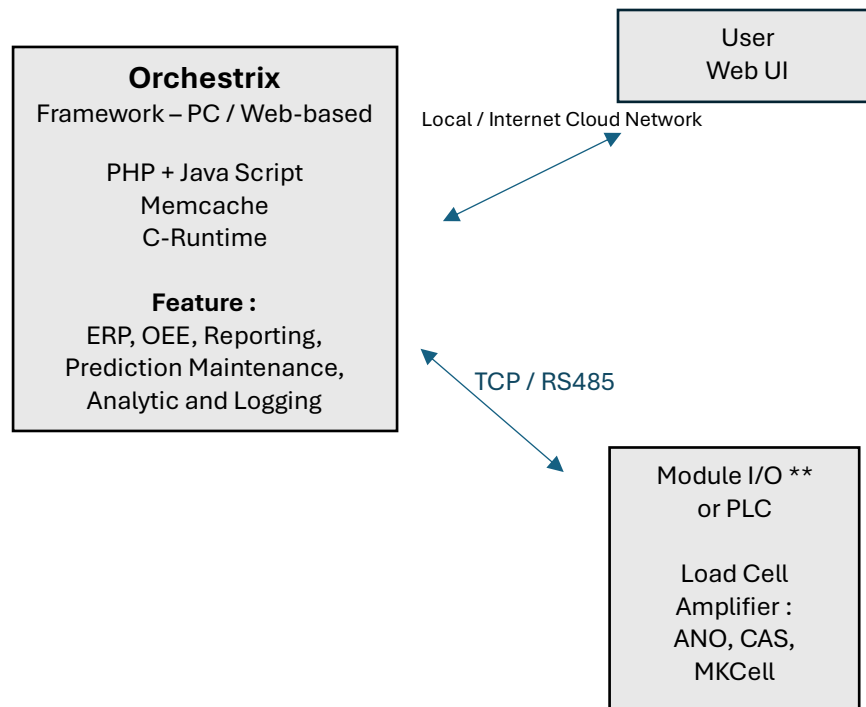 Orchestrix
Framework – PC / Web-based
PHP + Java Script
Memcache
C-Runtime
Feature :
ERP, OEE, Reporting,
Prediction Maintenance,
Analytic and Logging
User
Web UI
Local / Internet Cloud Network
TCP / RS485
Module I/O **
or PLC
Load Cell
Amplifier :
ANO, CAS,
MKCell